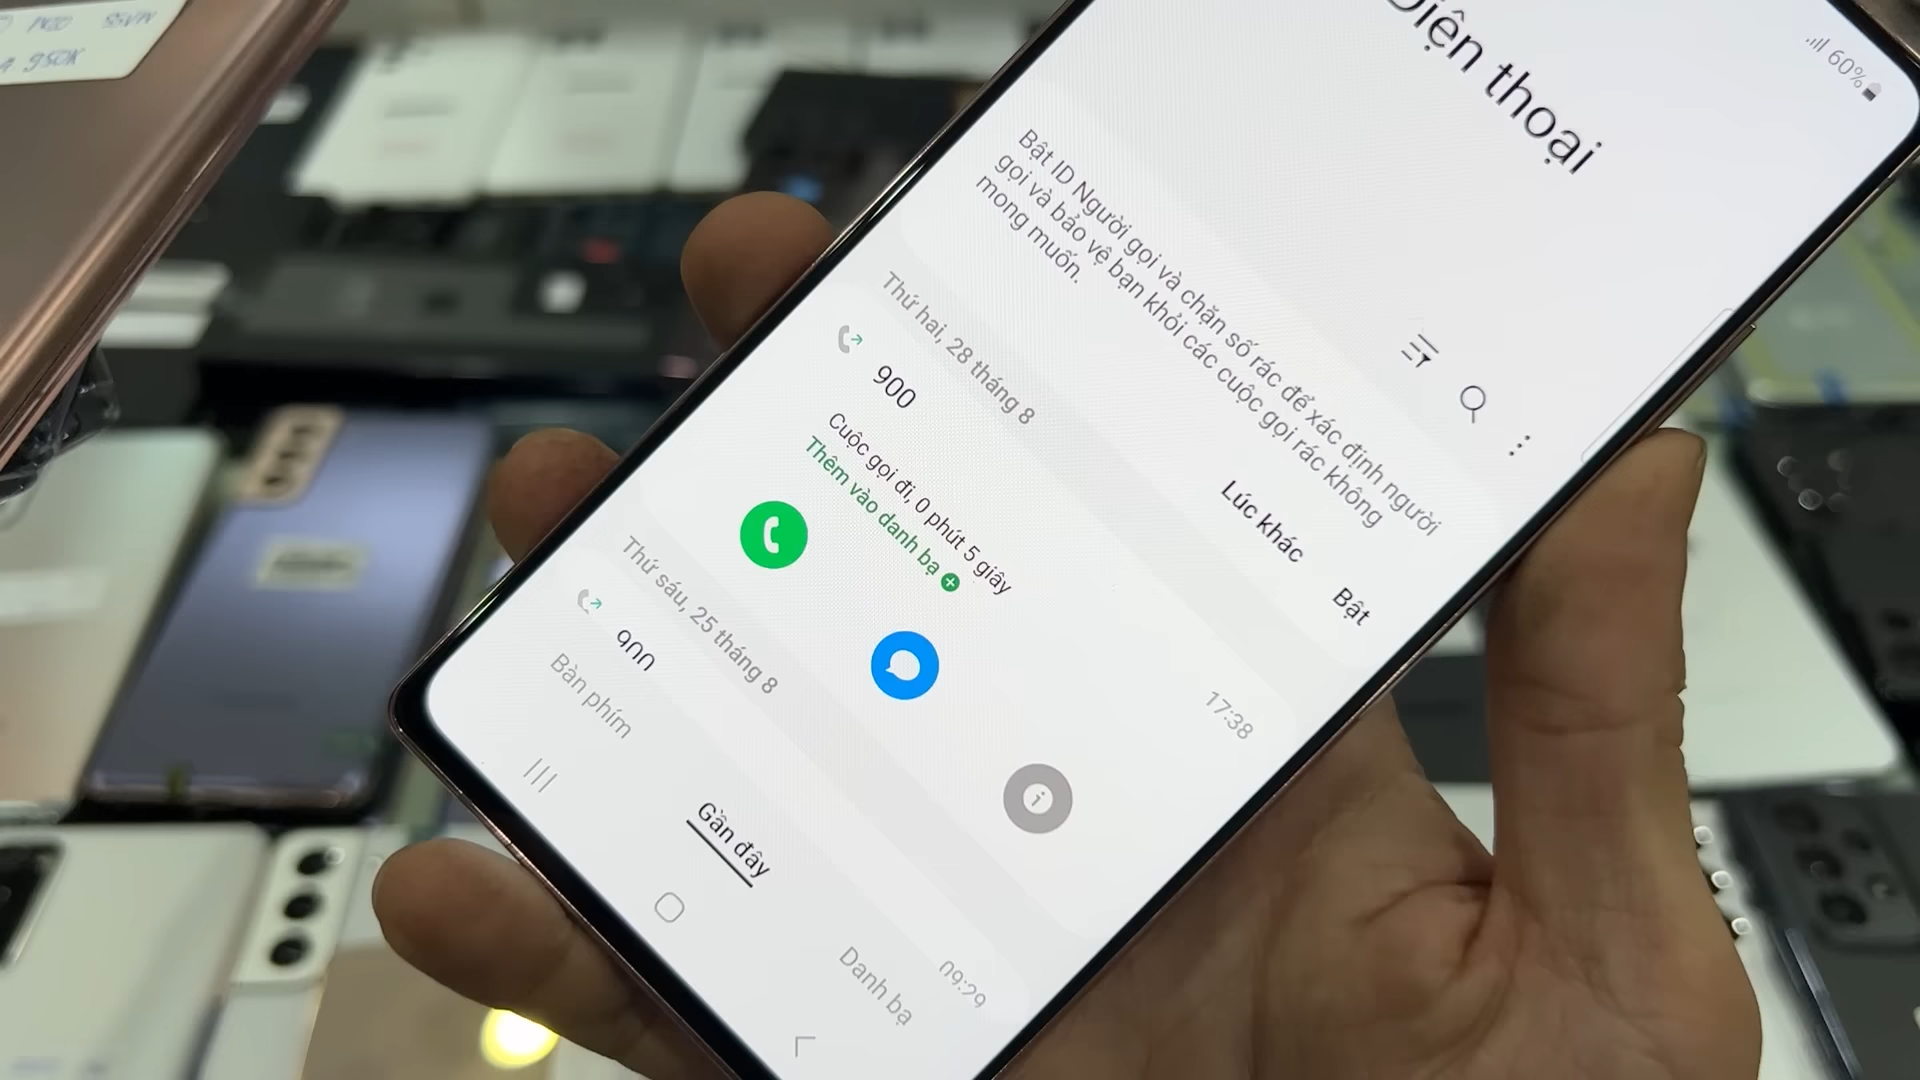 950K
60%
Điện thoại
Bật ID Người gọi và chặn số rác để xác định người
gọi và bảo vệ bạn khỏi các cuộc gọi rác không
mong muốn.
Lúc khác
Bật
Thứ hai, 28 tháng 8
900
17:38
Cuộc gọi đi, 0 phút 5 giây
Thêm vào danh bạ
Thứ sáu, 25 tháng 8
900
09:29
Bàn phím
Gần đây
Danh bạ